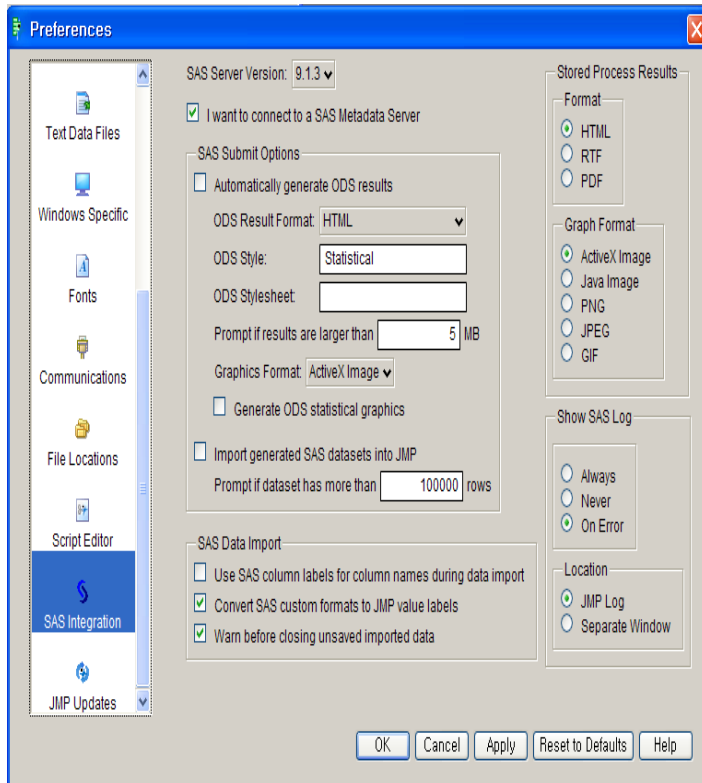 Preferences
Text Data Files
Windows Specific
Fonts
Communications
File Locations
Script Editor
SAS Integration
JMP Updates
SAS Server Version: 9.1.3
I want to connect to a SAS Metadata Server
SAS Submit Options
Automatically generate ODS results
ODS Result Format: HTML
ODS Style: Statistical
ODS Stylesheet:
Prompt if results are larger than 5 MB
Graphics Format: ActiveX Image
Generate ODS statistical graphics
Import generated SAS datasets into JMP
Prompt if dataset has more than 100000 rows
SAS Data Import
Use SAS column labels for column names during data import
Convert SAS custom formats to JMP value labels
Warn before closing unsaved imported data
Stored Process Results
Format
HTML
RTF
PDF
Graph Format
ActiveX Image
Java Image
PNG
JPEG
GIF
Show SAS Log
Always
Never
On Error
Location
JMP Log
Separate Window
OK Cancel Apply Reset to Defaults Help